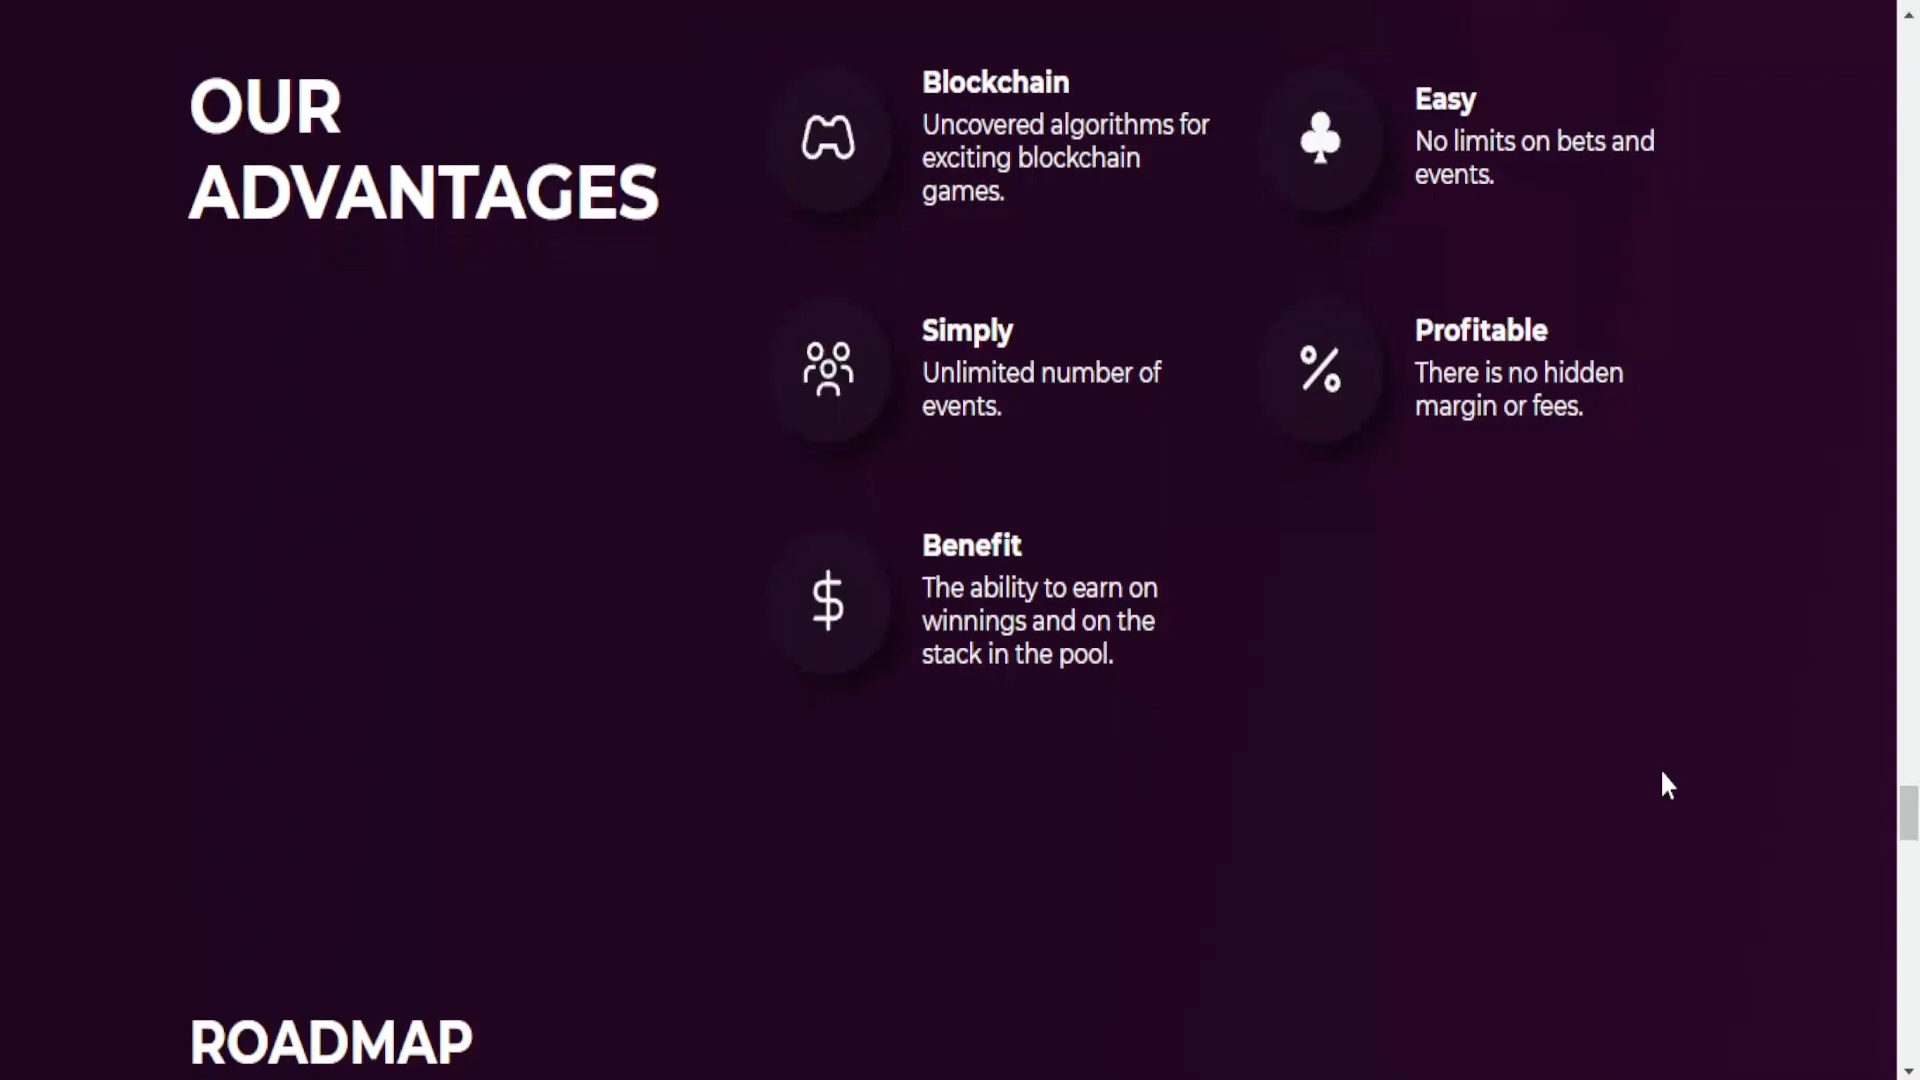 OUR
ADVANTAGES
Blockchain
Uncovered algorithms for
exciting blockchain
games.
Easy
No limits on bets and
events.
Simply
Unlimited number of
events.
Profitable
There is no hidden
margin or fees.
Benefit
The ability to earn on
winnings and on the
stack in the pool.
ROADMAP